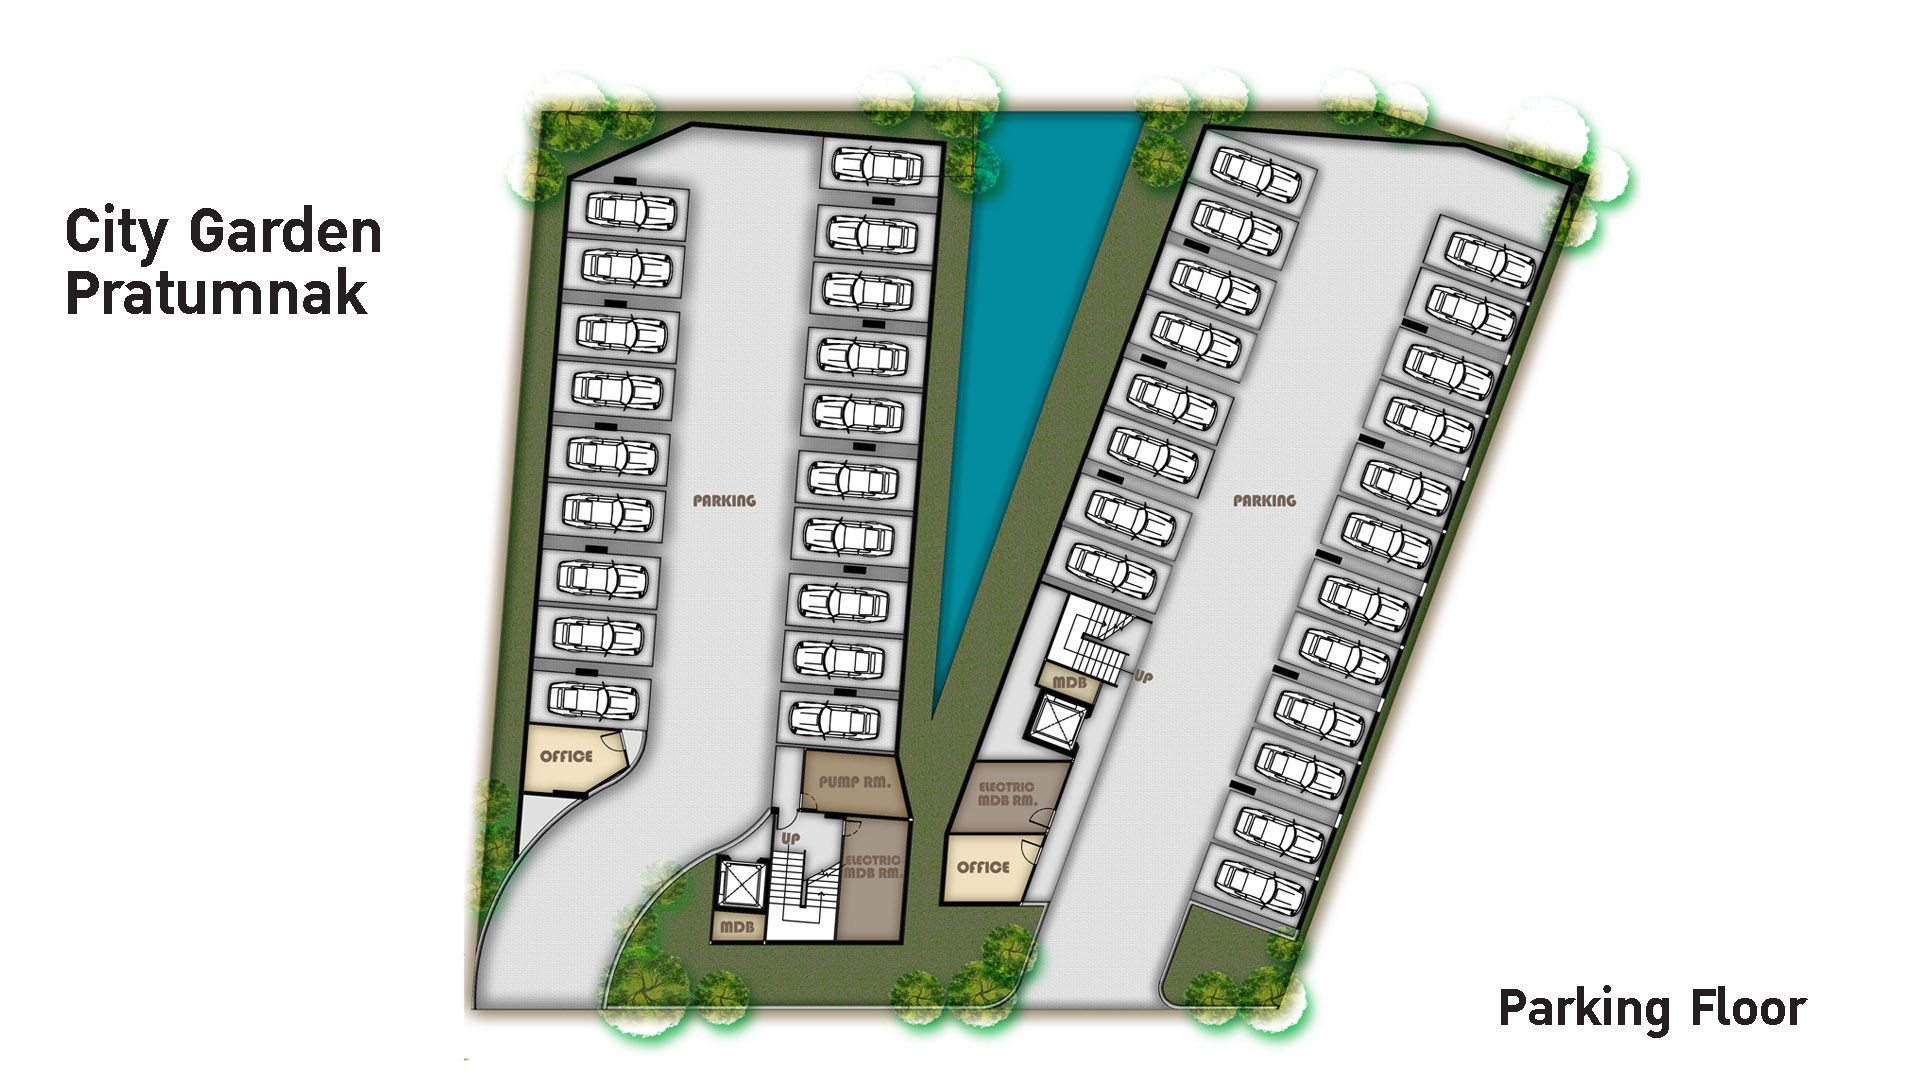 City Garden
Pratumnak
PARKING
PARKING
UP
MDB
OFFICE
PUMP RM.
ELECTRIC
MDB RM.
UP
ELECTRIC
MDB RM.
OFFICE
MDB
Parking Floor